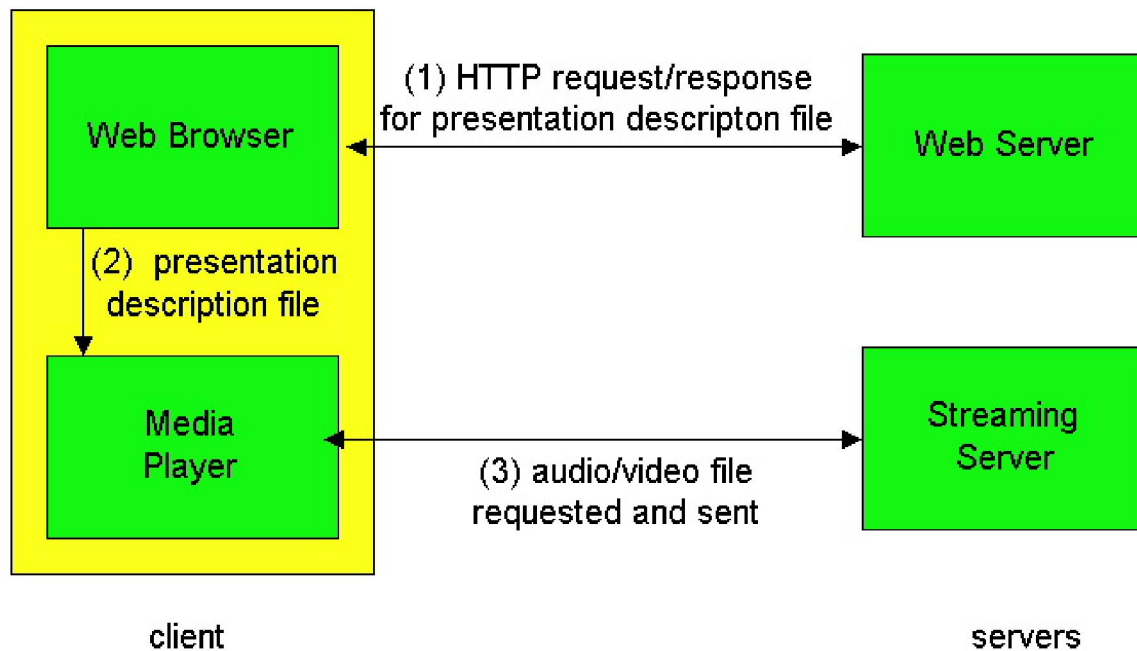 (1) HTTP request/response
for presentation descripton file
Web Browser
Web Server
(2) presentation
description file
Media
Player
Streaming
Server
(3) audio/video file
requested and sent
client
servers